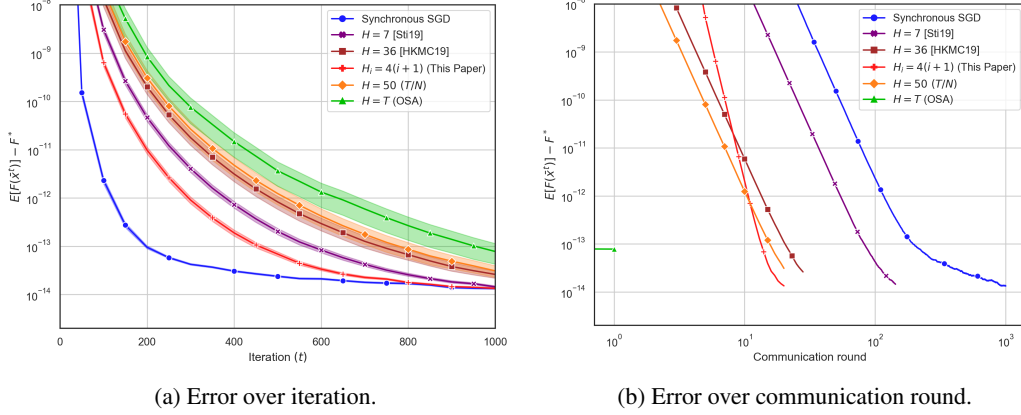 10⁻⁸
10⁻⁹
10⁻¹⁰
10⁻¹¹
10⁻¹²
10⁻¹³
10⁻¹⁴
E[F(x̄ᵗ)] − F*
0 200 400 600 800 1000
Iteration (t)
Synchronous SGD
H = 7 [Sti19]
H = 36 [HKMC19]
Hᵢ = 4(i + 1) (This Paper)
H = 50 (T/N)
H = T (OSA)
(a) Error over iteration.
10⁻⁸
10⁻⁹
10⁻¹⁰
10⁻¹¹
10⁻¹²
10⁻¹³
10⁻¹⁴
E[F(x̄ᵗ)] − F*
10⁰ 10¹ 10² 10³
Communication round
Synchronous SGD
H = 7 [Sti19]
H = 36 [HKMC19]
Hᵢ = 4(i + 1) (This Paper)
H = 50 (T/N)
H = T (OSA)
(b) Error over communication round.